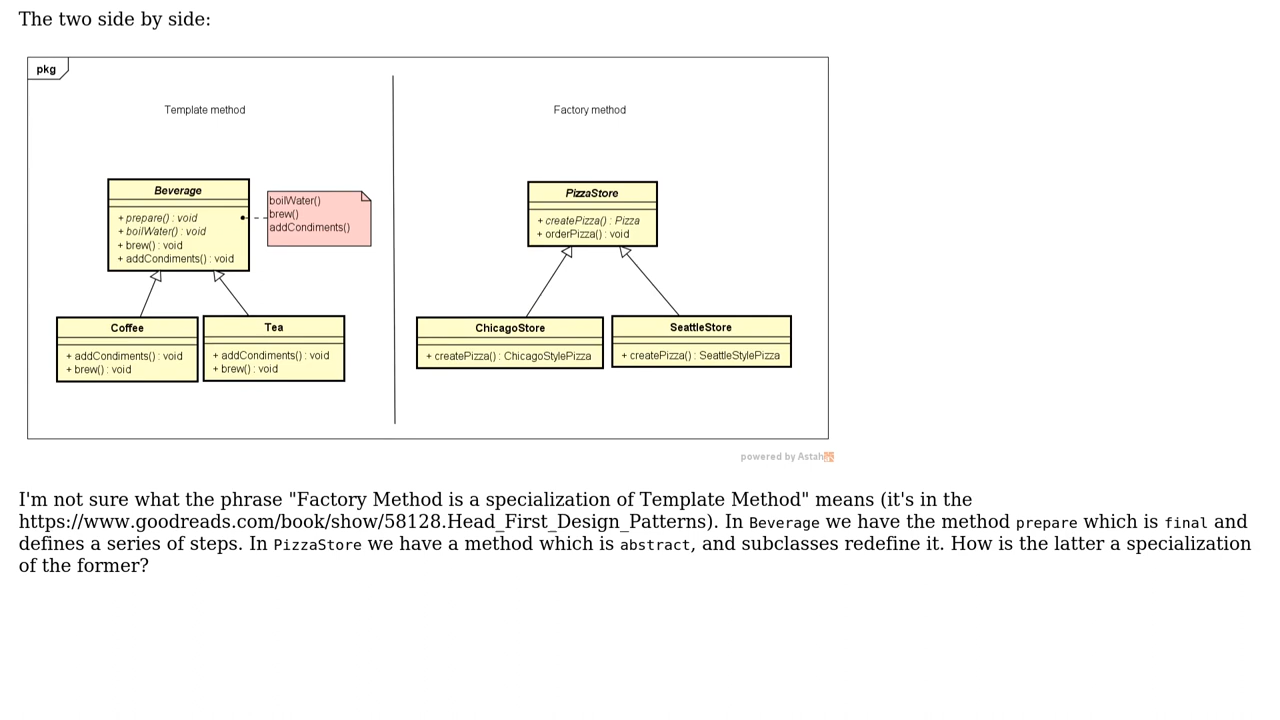 The two side by side:
pkg
Template method
Factory method
Beverage
+ prepare() : void
+ boilWater() : void
+ brew() : void
+ addCondiments() : void
boilWater()
brew()
addCondiments()
PizzaStore
+ createPizza() : Pizza
+ orderPizza() : void
Coffee
+ addCondiments() : void
+ brew() : void
Tea
+ addCondiments() : void
+ brew() : void
ChicagoStore
+ createPizza() : ChicagoStylePizza
SeattleStore
+ createPizza() : SeattleStylePizza
powered by Astah
I'm not sure what the phrase "Factory Method is a specialization of Template Method" means (it's in the
https://www.goodreads.com/book/show/58128.Head_First_Design_Patterns). In Beverage we have the method prepare which is final and
defines a series of steps. In PizzaStore we have a method which is abstract, and subclasses redefine it. How is the latter a specialization
of the former?